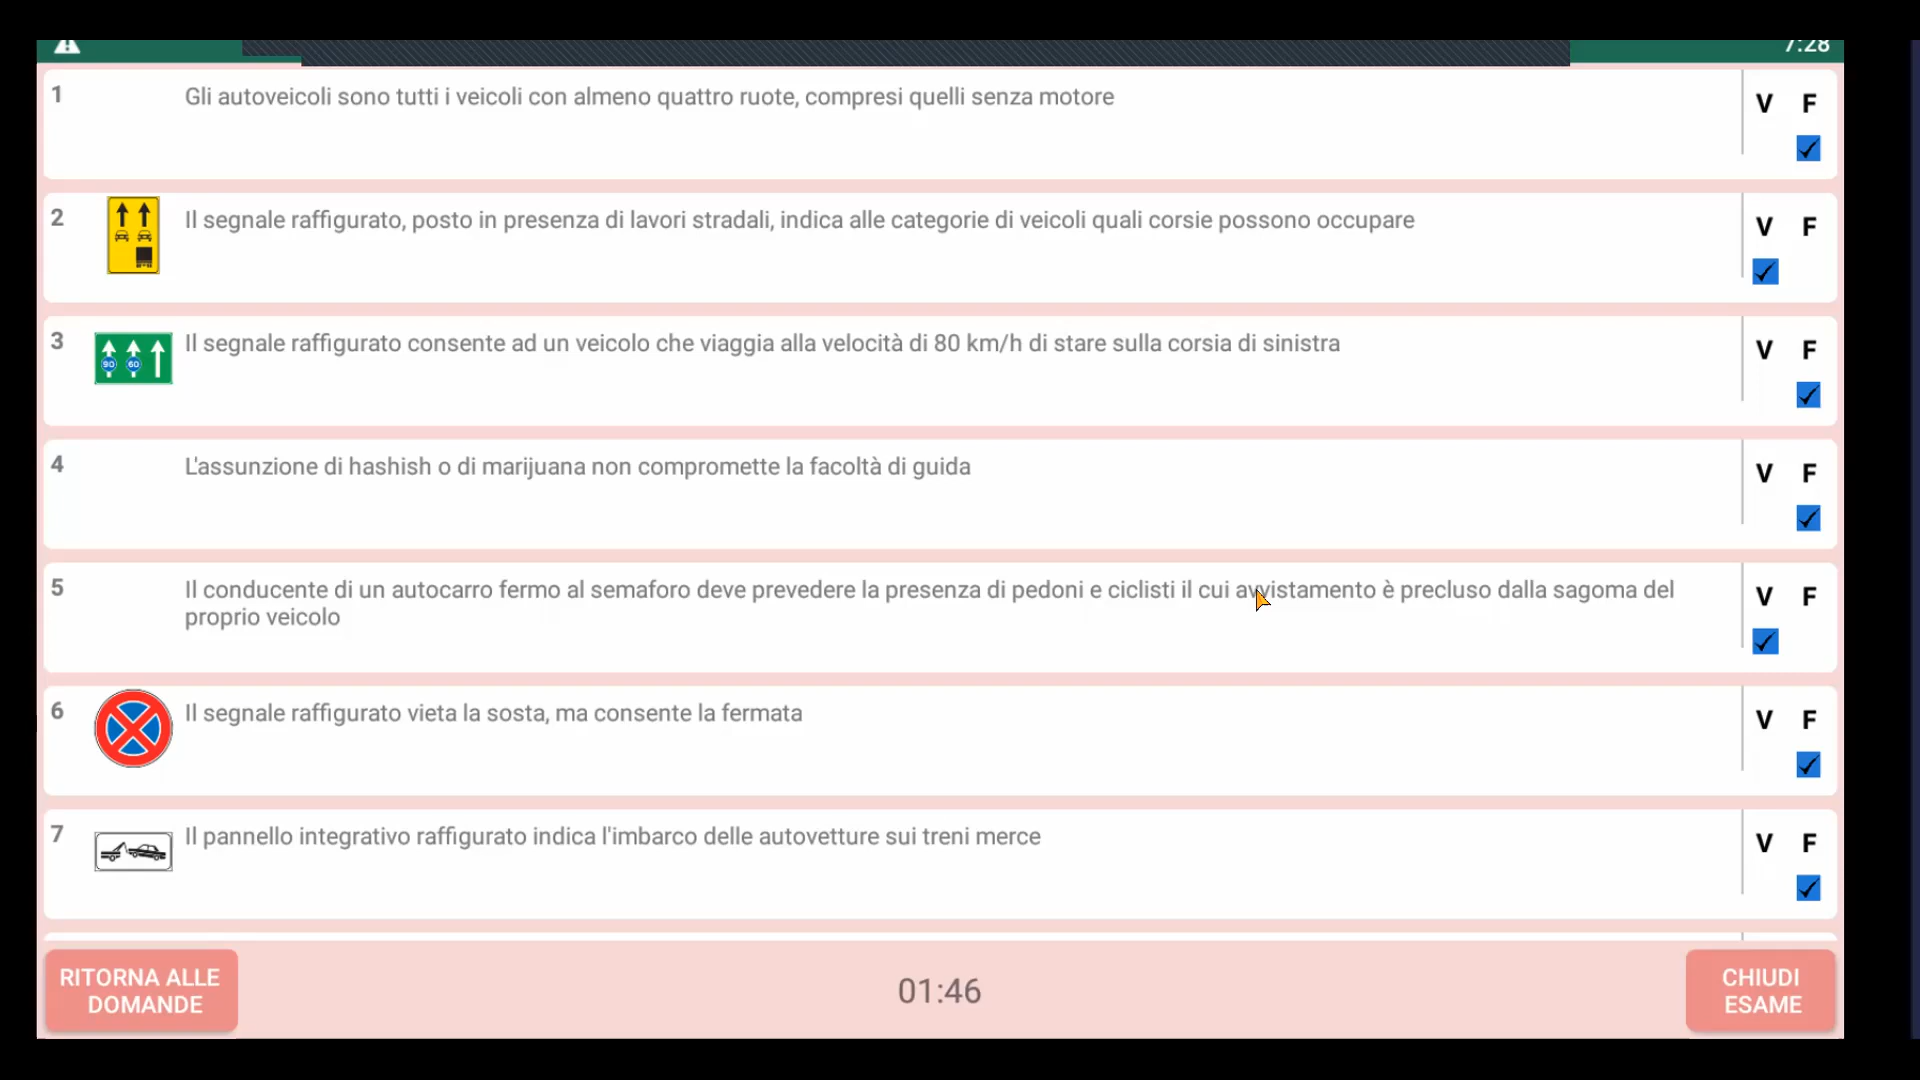 7:28
1 Gli autoveicoli sono tutti i veicoli con almeno quattro ruote, compresi quelli senza motore V F
2 Il segnale raffigurato, posto in presenza di lavori stradali, indica alle categorie di veicoli quali corsie possono occupare V F
3 Il segnale raffigurato consente ad un veicolo che viaggia alla velocità di 80 km/h di stare sulla corsia di sinistra V F
90 60
4 L'assunzione di hashish o di marijuana non compromette la facoltà di guida V F
5 Il conducente di un autocarro fermo al semaforo deve prevedere la presenza di pedoni e ciclisti il cui avvistamento è precluso dalla sagoma del V F
proprio veicolo
6 Il segnale raffigurato vieta la sosta, ma consente la fermata V F
7 Il pannello integrativo raffigurato indica l'imbarco delle autovetture sui treni merce V F
RITORNA ALLE
DOMANDE
01:46
CHIUDI
ESAME